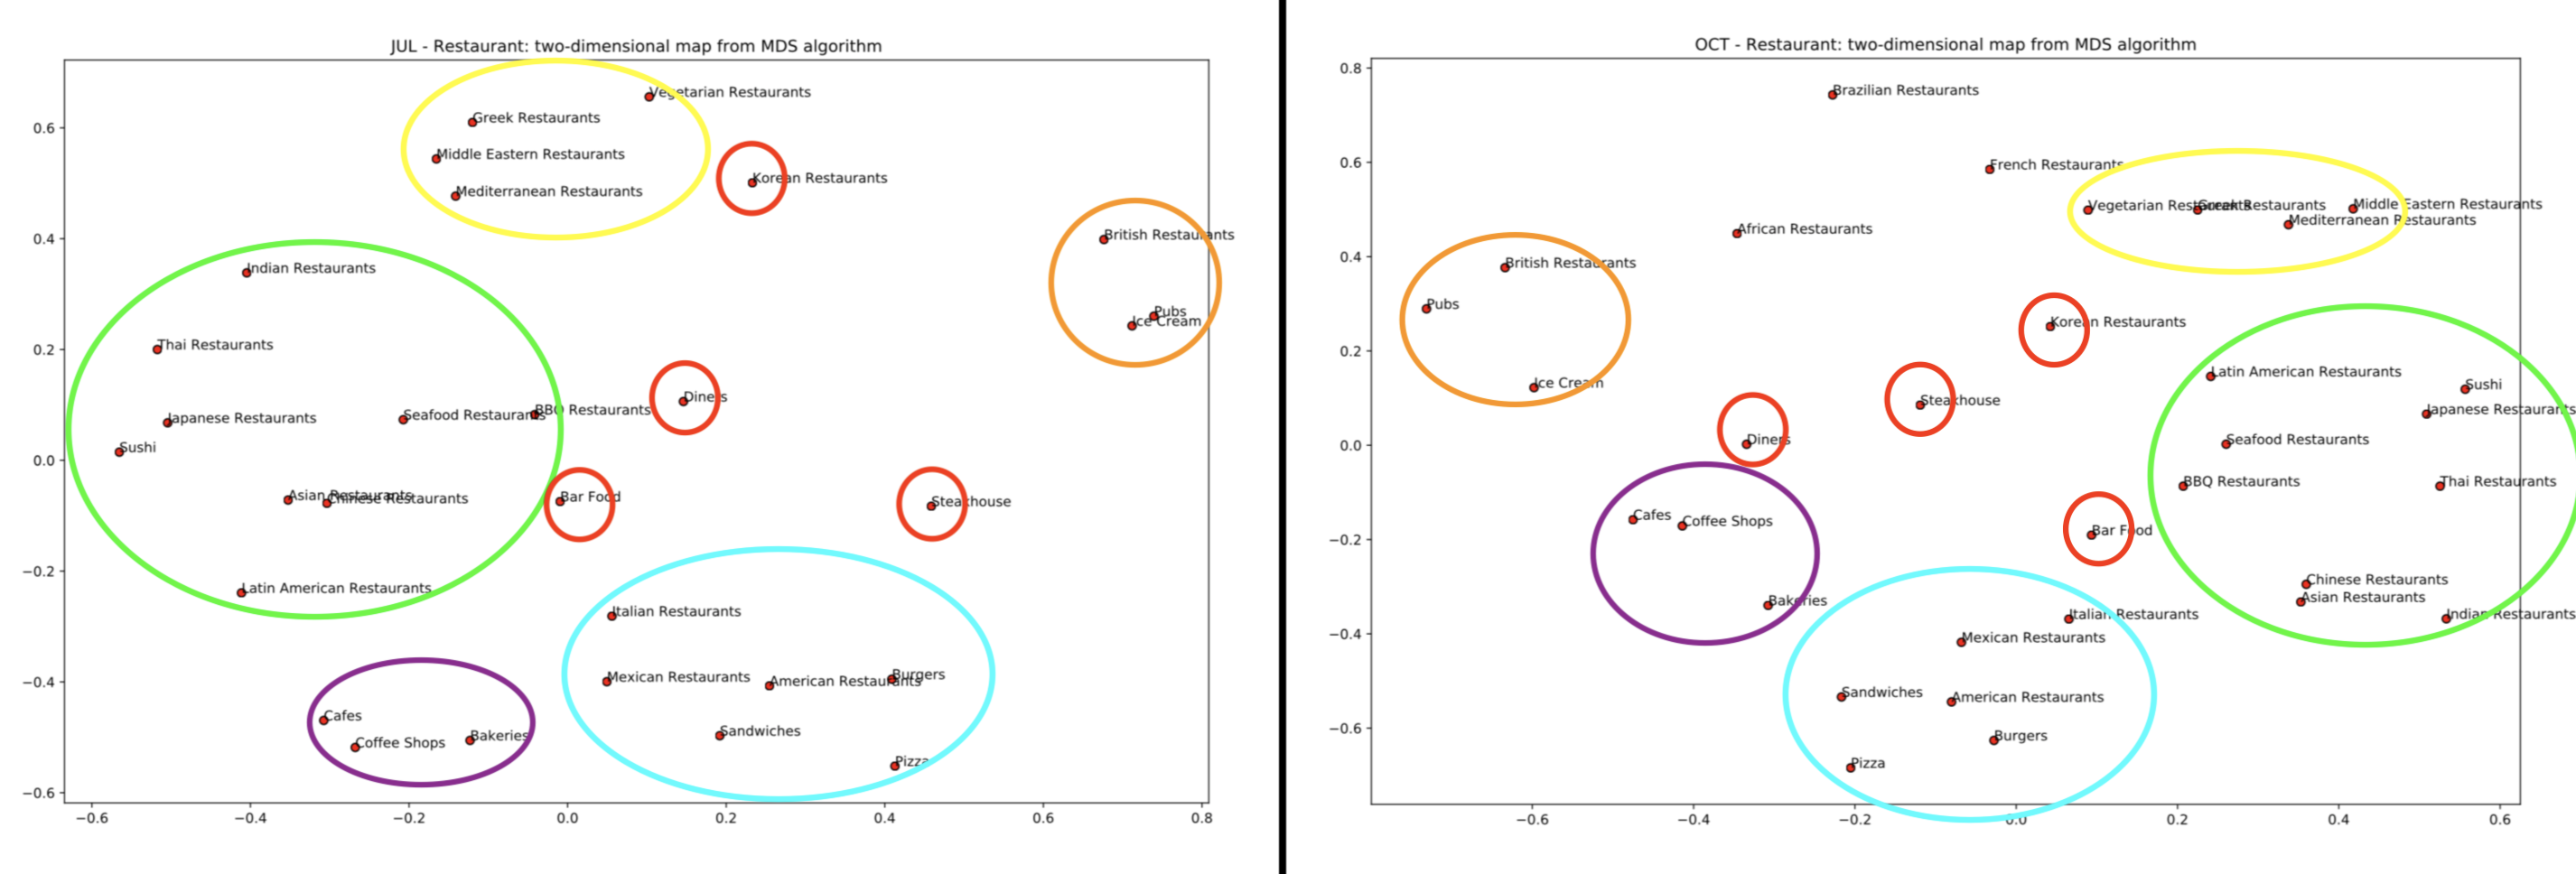 JUL - Restaurant: two-dimensional map from MDS algorithm
Vegetarian Restaurants
Greek Restaurants
Middle Eastern Restaurants
Mediterranean Restaurants
Korean Restaurants
British Restaurants
Pubs
Ice Cream
Indian Restaurants
Thai Restaurants
Japanese Restaurants
Seafood Restaurants
BBQ Restaurants
Diners
Sushi
Asian Restaurants
Chinese Restaurants
Bar Food
Steakhouse
Latin American Restaurants
Italian Restaurants
Mexican Restaurants
American Restaurants
Burgers
Sandwiches
Pizza
Cafes
Coffee Shops
Bakeries
0.6
0.4
0.2
0.0
−0.2
−0.4
−0.6
−0.6 −0.4 −0.2 0.0 0.2 0.4 0.6 0.8
OCT - Restaurant: two-dimensional map from MDS algorithm
Brazilian Restaurants
French Restaurants
Vegetarian Restaurants
Greek Restaurants
Middle Eastern Restaurants
Mediterranean Restaurants
African Restaurants
British Restaurants
Pubs
Korean Restaurants
Ice Cream
Steakhouse
Diners
Latin American Restaurants
Sushi
Japanese Restaurants
Seafood Restaurants
BBQ Restaurants
Thai Restaurants
Cafes
Coffee Shops
Bar Food
Bakeries
Chinese Restaurants
Asian Restaurants
Indian Restaurants
Italian Restaurants
Mexican Restaurants
Sandwiches
American Restaurants
Burgers
Pizza
0.8
0.6
0.4
0.2
0.0
−0.2
−0.4
−0.6
−0.6 −0.4 −0.2 0.0 0.2 0.4 0.6